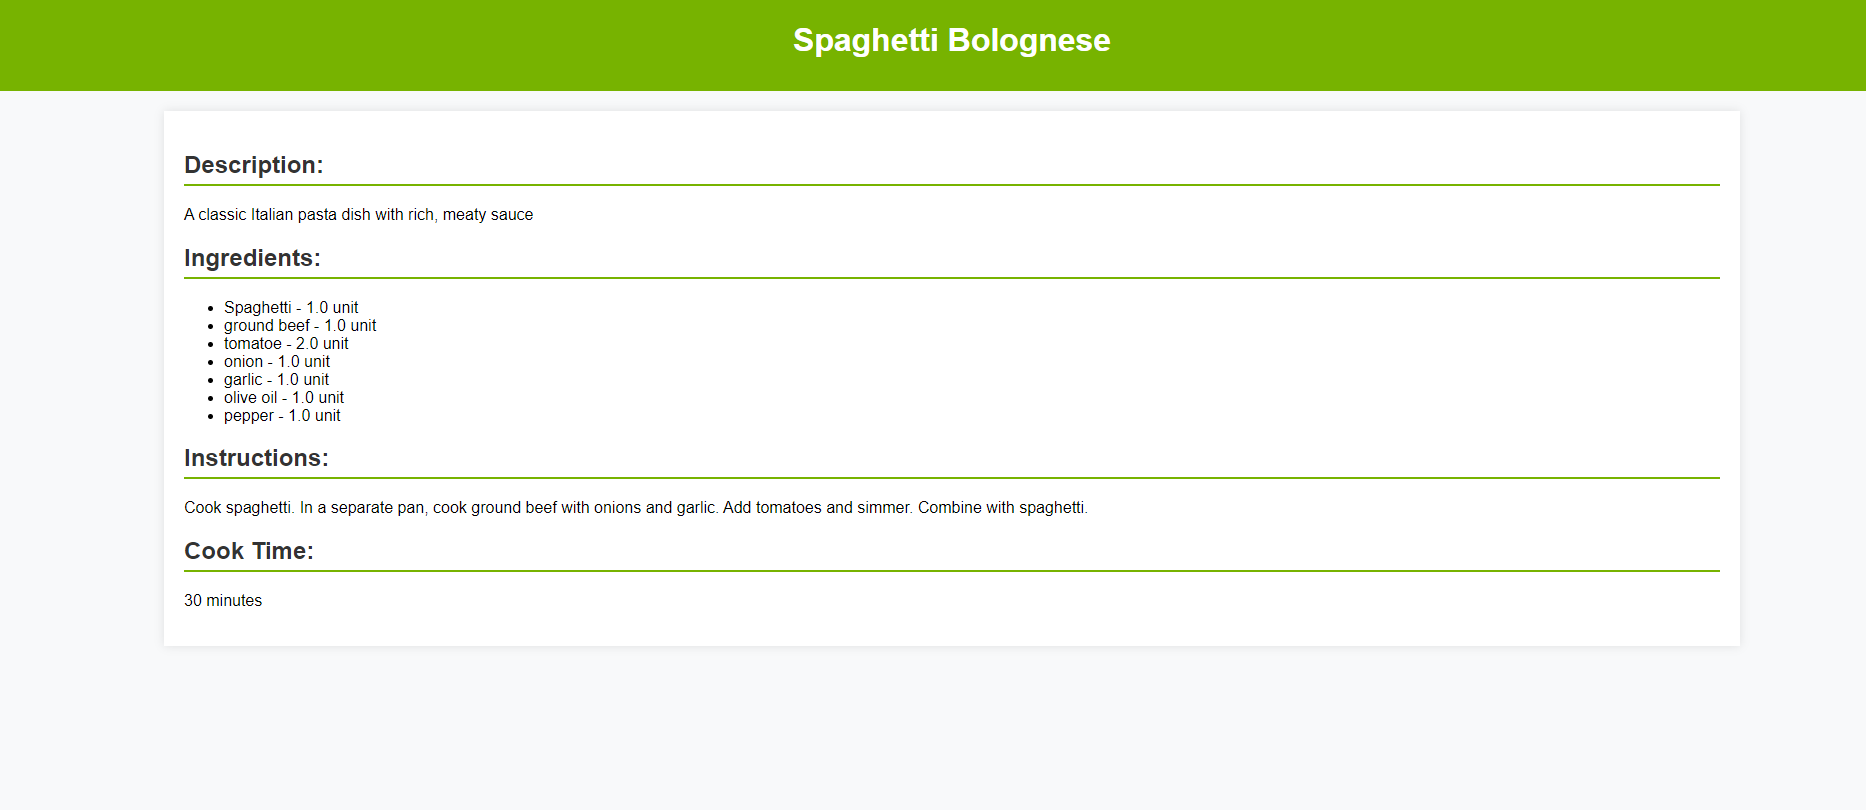 Spaghetti Bolognese
Description:
A classic Italian pasta dish with rich, meaty sauce
Ingredients:
• Spaghetti - 1.0 unit
• ground beef - 1.0 unit
• tomatoe - 2.0 unit
• onion - 1.0 unit
• garlic - 1.0 unit
• olive oil - 1.0 unit
• pepper - 1.0 unit
Instructions:
Cook spaghetti. In a separate pan, cook ground beef with onions and garlic. Add tomatoes and simmer. Combine with spaghetti.
Cook Time:
30 minutes